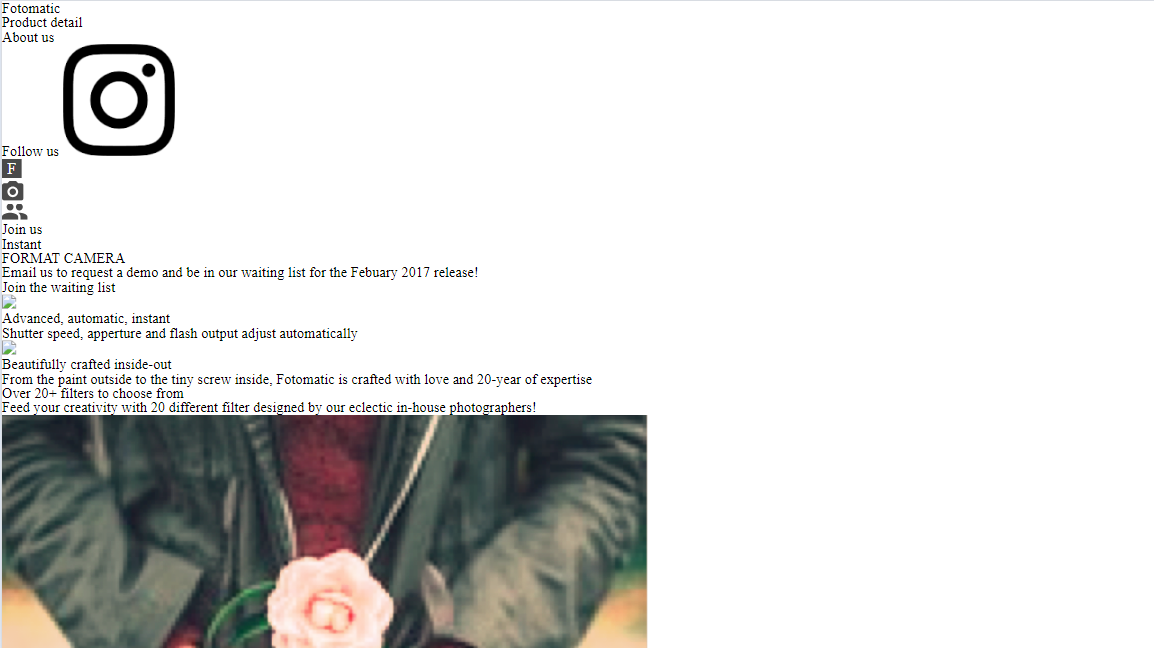 Fotomatic
Product detail
About us
Follow us
F
Join us
Instant
FORMAT CAMERA
Email us to request a demo and be in our waiting list for the Febuary 2017 release!
Join the waiting list
Advanced, automatic, instant
Shutter speed, apperture and flash output adjust automatically
Beautifully crafted inside-out
From the paint outside to the tiny screw inside, Fotomatic is crafted with love and 20-year of expertise
Over 20+ filters to choose from
Feed your creativity with 20 different filter designed by our eclectic in-house photographers!